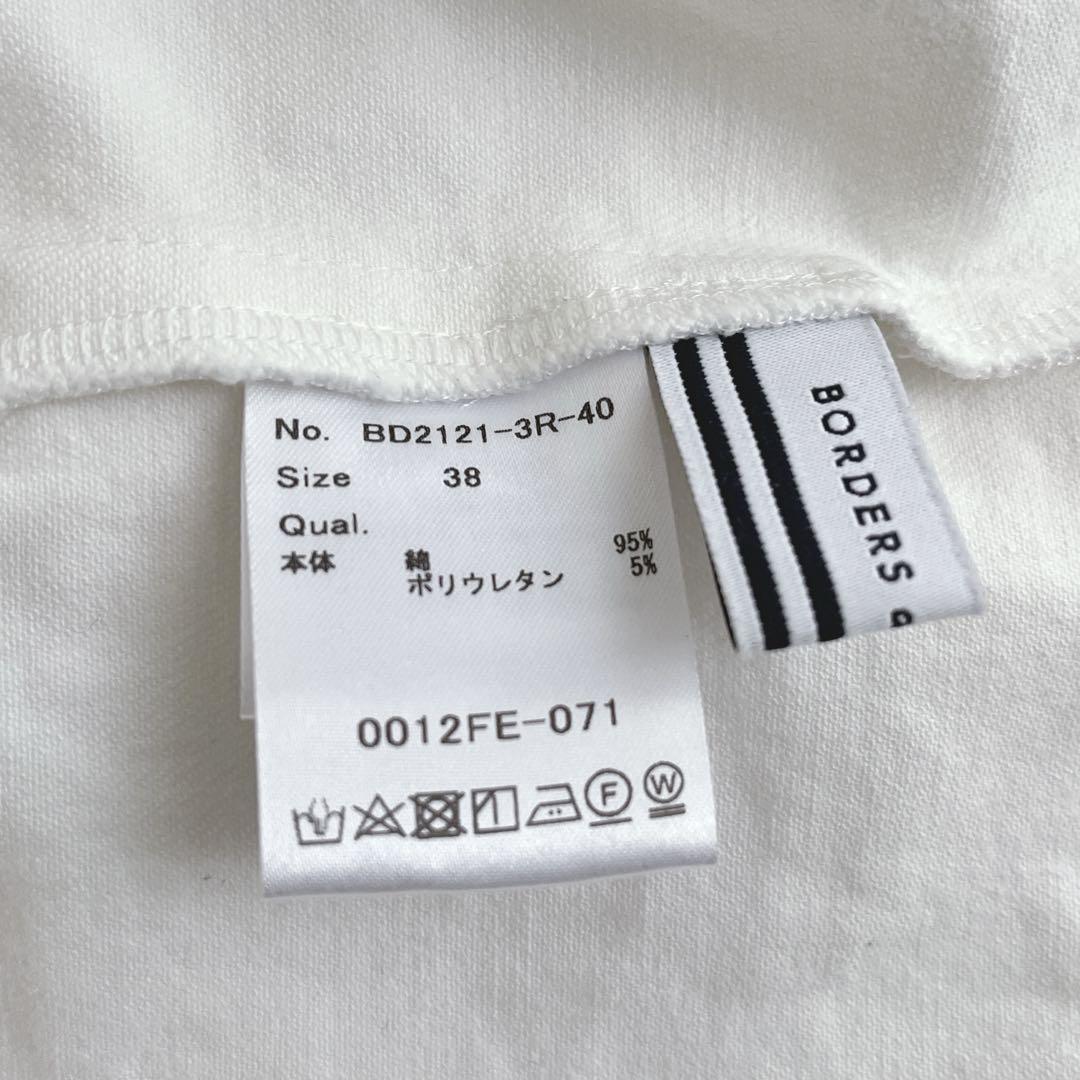 No. BD2121-3R-40
Size 38
Qual.
本体 綿 95%
ポリウレタン 5%
0012FE-071
F W
BORDERS